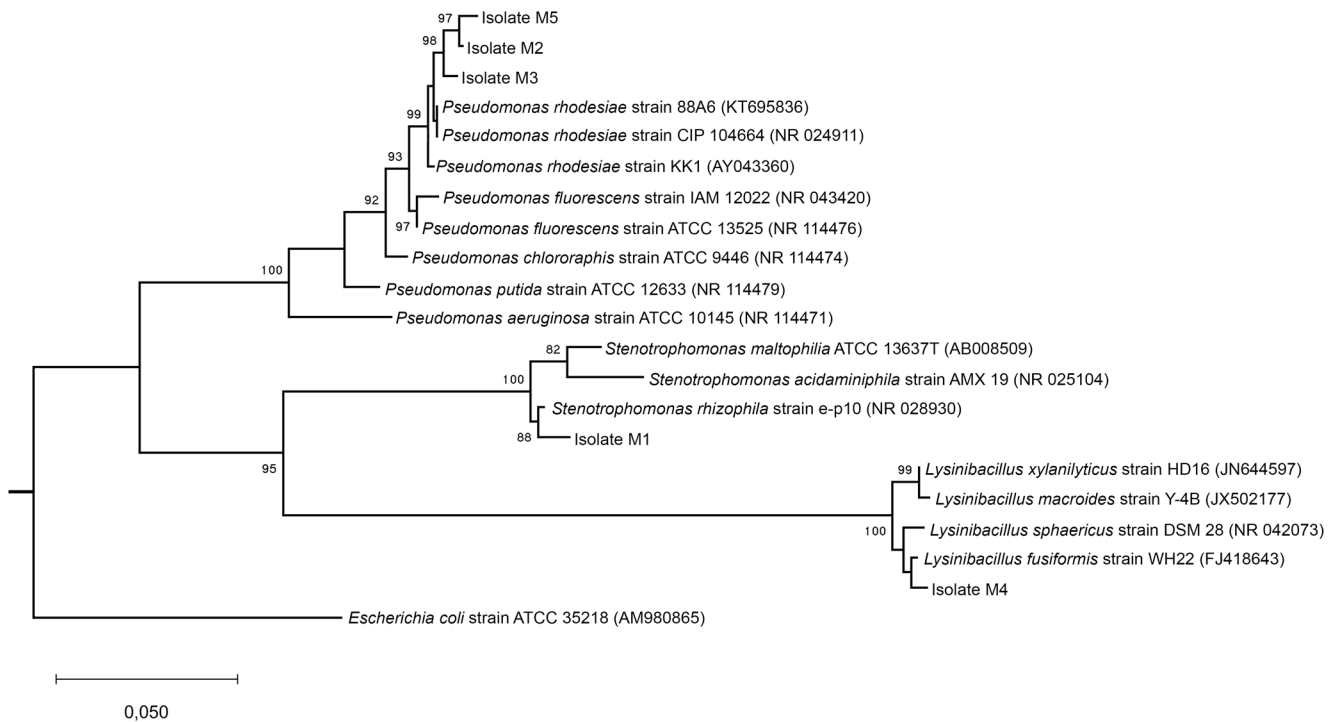 97
Isolate M5
98
Isolate M2
Isolate M3
Pseudomonas rhodesiae strain 88A6 (KT695836)
99
Pseudomonas rhodesiae strain CIP 104664 (NR 024911)
93
Pseudomonas rhodesiae strain KK1 (AY043360)
92
Pseudomonas fluorescens strain IAM 12022 (NR 043420)
97
Pseudomonas fluorescens strain ATCC 13525 (NR 114476)
Pseudomonas chlororaphis strain ATCC 9446 (NR 114474)
100
Pseudomonas putida strain ATCC 12633 (NR 114479)
Pseudomonas aeruginosa strain ATCC 10145 (NR 114471)
82
Stenotrophomonas maltophilia ATCC 13637T (AB008509)
100
Stenotrophomonas acidaminiphila strain AMX 19 (NR 025104)
Stenotrophomonas rhizophila strain e-p10 (NR 028930)
88
Isolate M1
95
99
Lysinibacillus xylanilyticus strain HD16 (JN644597)
Lysinibacillus macroides strain Y-4B (JX502177)
100
Lysinibacillus sphaericus strain DSM 28 (NR 042073)
Lysinibacillus fusiformis strain WH22 (FJ418643)
Isolate M4
Escherichia coli strain ATCC 35218 (AM980865)
0,050